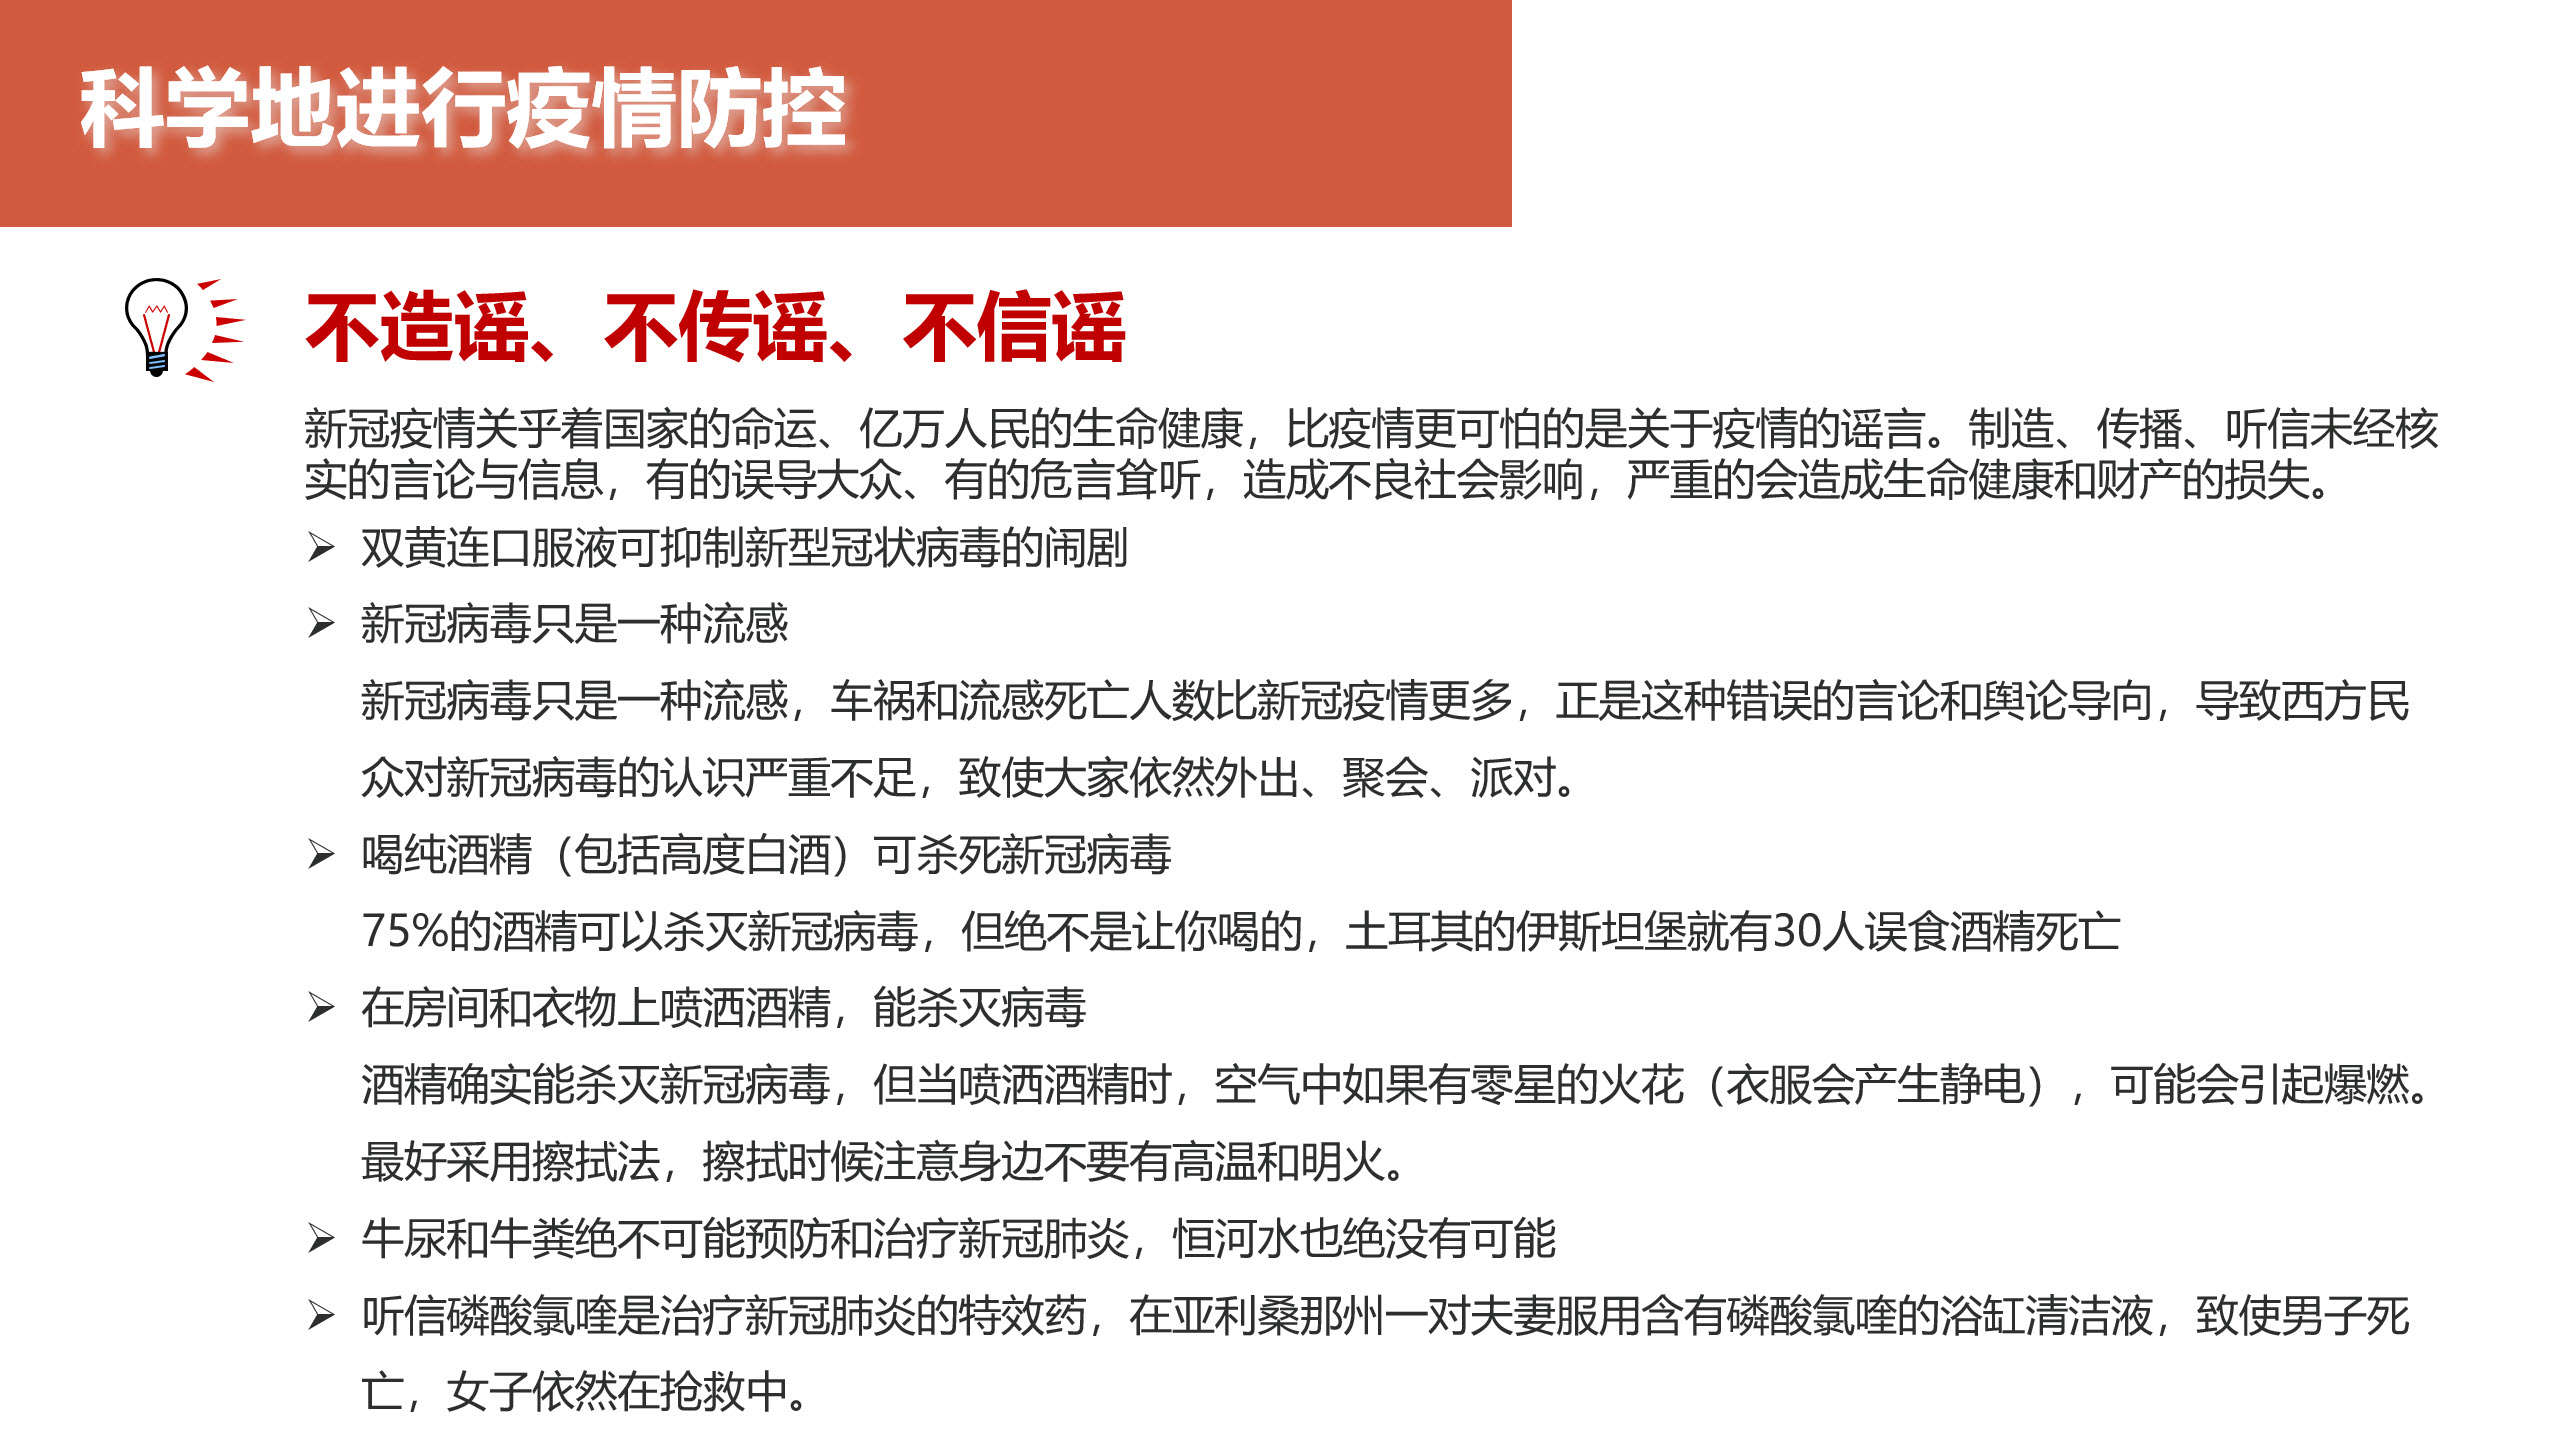 科学地进行疫情防控
不造谣、不传谣、不信谣
新冠疫情关乎着国家的命运、亿万人民的生命健康，比疫情更可怕的是关于疫情的谣言。制造、传播、听信未经核
实的言论与信息，有的误导大众、有的危言耸听，造成不良社会影响，严重的会造成生命健康和财产的损失。
➢ 双黄连口服液可抑制新型冠状病毒的闹剧
➢ 新冠病毒只是一种流感
新冠病毒只是一种流感，车祸和流感死亡人数比新冠疫情更多，正是这种错误的言论和舆论导向，导致西方民
众对新冠病毒的认识严重不足，致使大家依然外出、聚会、派对。
➢ 喝纯酒精（包括高度白酒）可杀死新冠病毒
75%的酒精可以杀灭新冠病毒，但绝不是让你喝的，土耳其的伊斯坦堡就有30人误食酒精死亡
➢ 在房间和衣物上喷洒酒精，能杀灭病毒
酒精确实能杀灭新冠病毒，但当喷洒酒精时，空气中如果有零星的火花（衣服会产生静电），可能会引起爆燃。
最好采用擦拭法，擦拭时候注意身边不要有高温和明火。
➢ 牛尿和牛粪绝不可能预防和治疗新冠肺炎，恒河水也绝没有可能
➢ 听信磷酸氯喹是治疗新冠肺炎的特效药，在亚利桑那州一对夫妻服用含有磷酸氯喹的浴缸清洁液，致使男子死
亡，女子依然在抢救中。